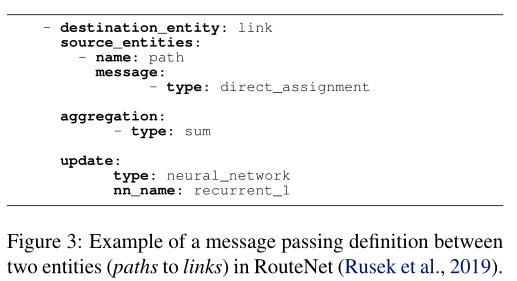 - destination_entity: link
source_entities:
- name: path
message:
- type: direct_assignment
aggregation:
- type: sum
update:
type: neural_network
nn_name: recurrent_1
Figure 3: Example of a message passing definition between
two entities (paths to links) in RouteNet (Rusek et al., 2019).